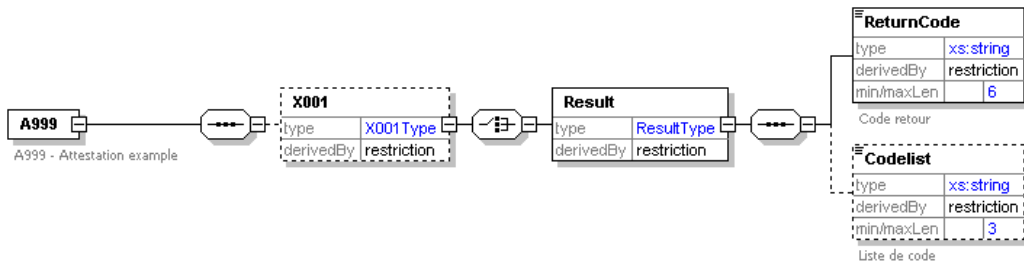 A999
A999 - Attestation example
X001
type X001Type
derivedBy restriction
Result
type ResultType
derivedBy restriction
ReturnCode
type xs:string
derivedBy restriction
min/maxLen 6
Code retour
Codelist
type xs:string
derivedBy restriction
min/maxLen 3
Liste de code